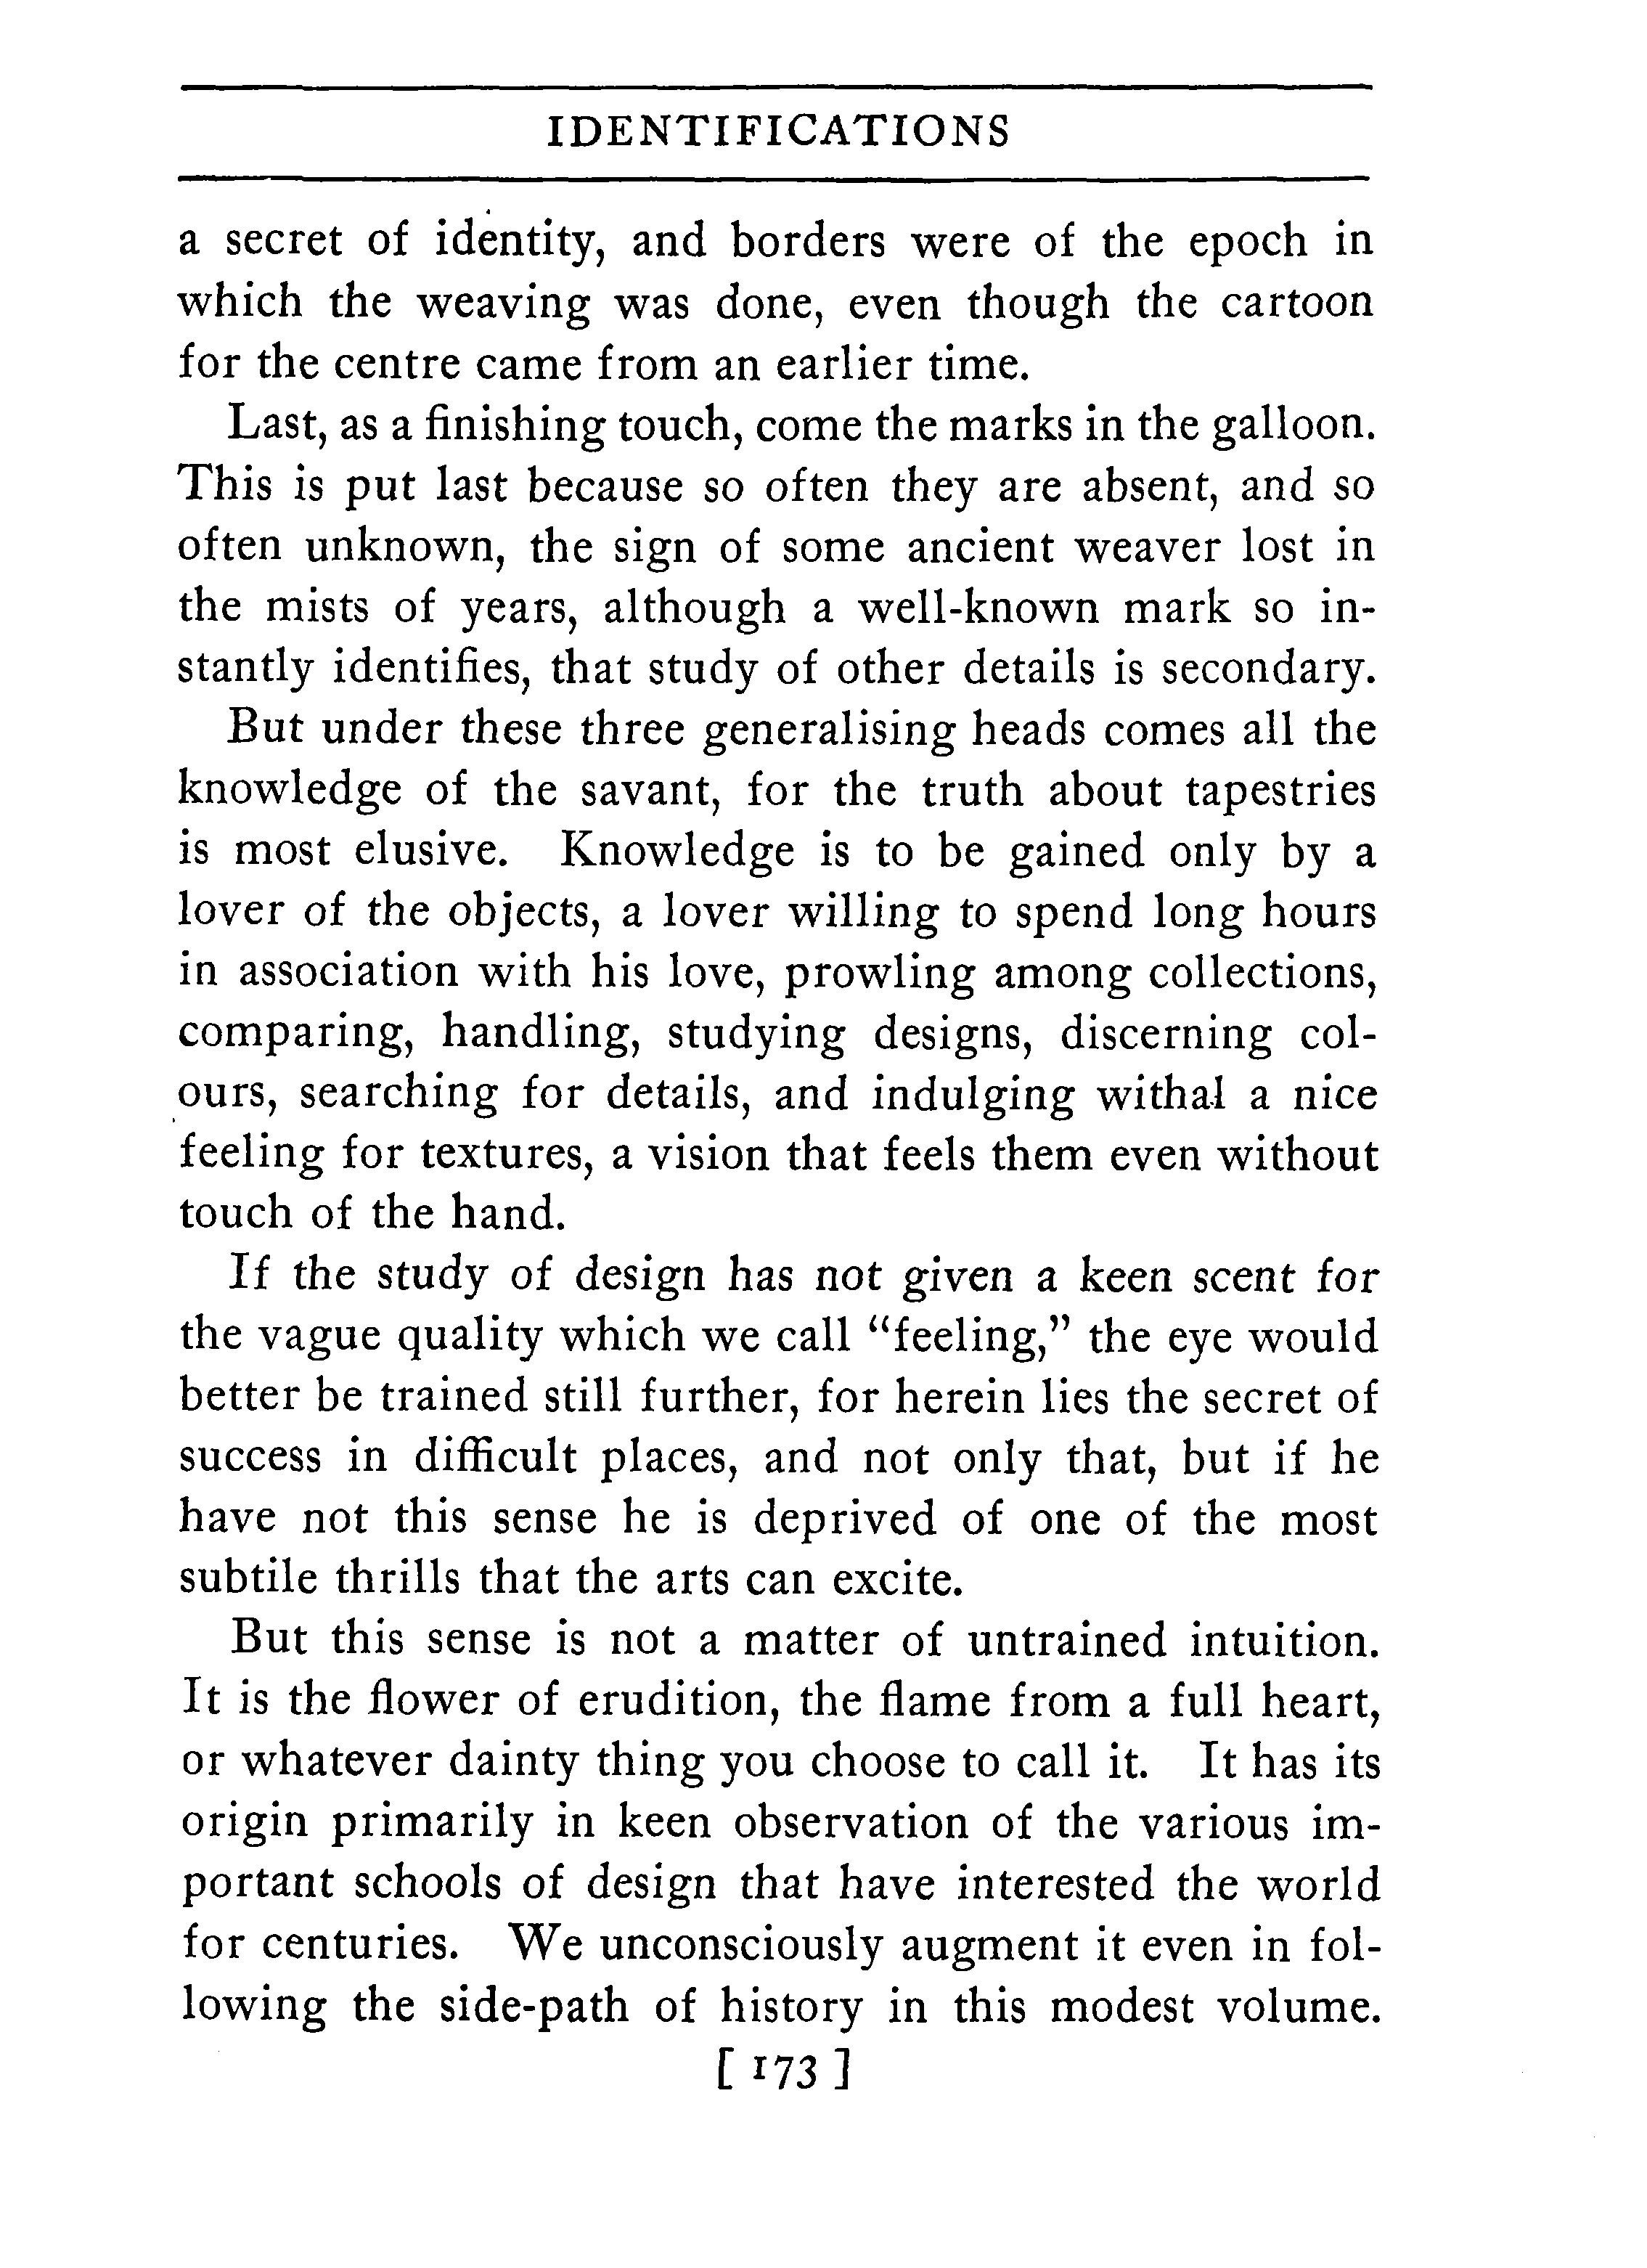 IDENTIFICATIONS
a secret of identity, and borders were of the epoch in
which the weaving was done, even though the cartoon
for the centre came from an earlier time.
Last, as a finishing touch, come the marks in the galloon.
This is put last because so often they are absent, and so
often unknown, the sign of some ancient weaver lost in
the mists of years, although a well-known mark so in-
stantly identifies, that study of other details is secondary.
But under these three generalising heads comes all the
knowledge of the savant, for the truth about tapestries
is most elusive. Knowledge is to be gained only by a
lover of the objects, a lover willing to spend long hours
in association with his love, prowling among collections,
comparing, handling, studying designs, discerning col-
ours, searching for details, and indulging withal a nice
feeling for textures, a vision that feels them even without
touch of the hand.
If the study of design has not given a keen scent for
the vague quality which we call "feeling," the eye would
better be trained still further, for herein lies the secret of
success in difficult places, and not only that, but if he
have not this sense he is deprived of one of the most
subtile thrills that the arts can excite.
But this sense is not a matter of untrained intuition.
It is the flower of erudition, the flame from a full heart,
or whatever dainty thing you choose to call it. It has its
origin primarily in keen observation of the various im-
portant schools of design that have interested the world
for centuries. We unconsciously augment it even in fol-
lowing the side-path of history in this modest volume.
[ 173 ]